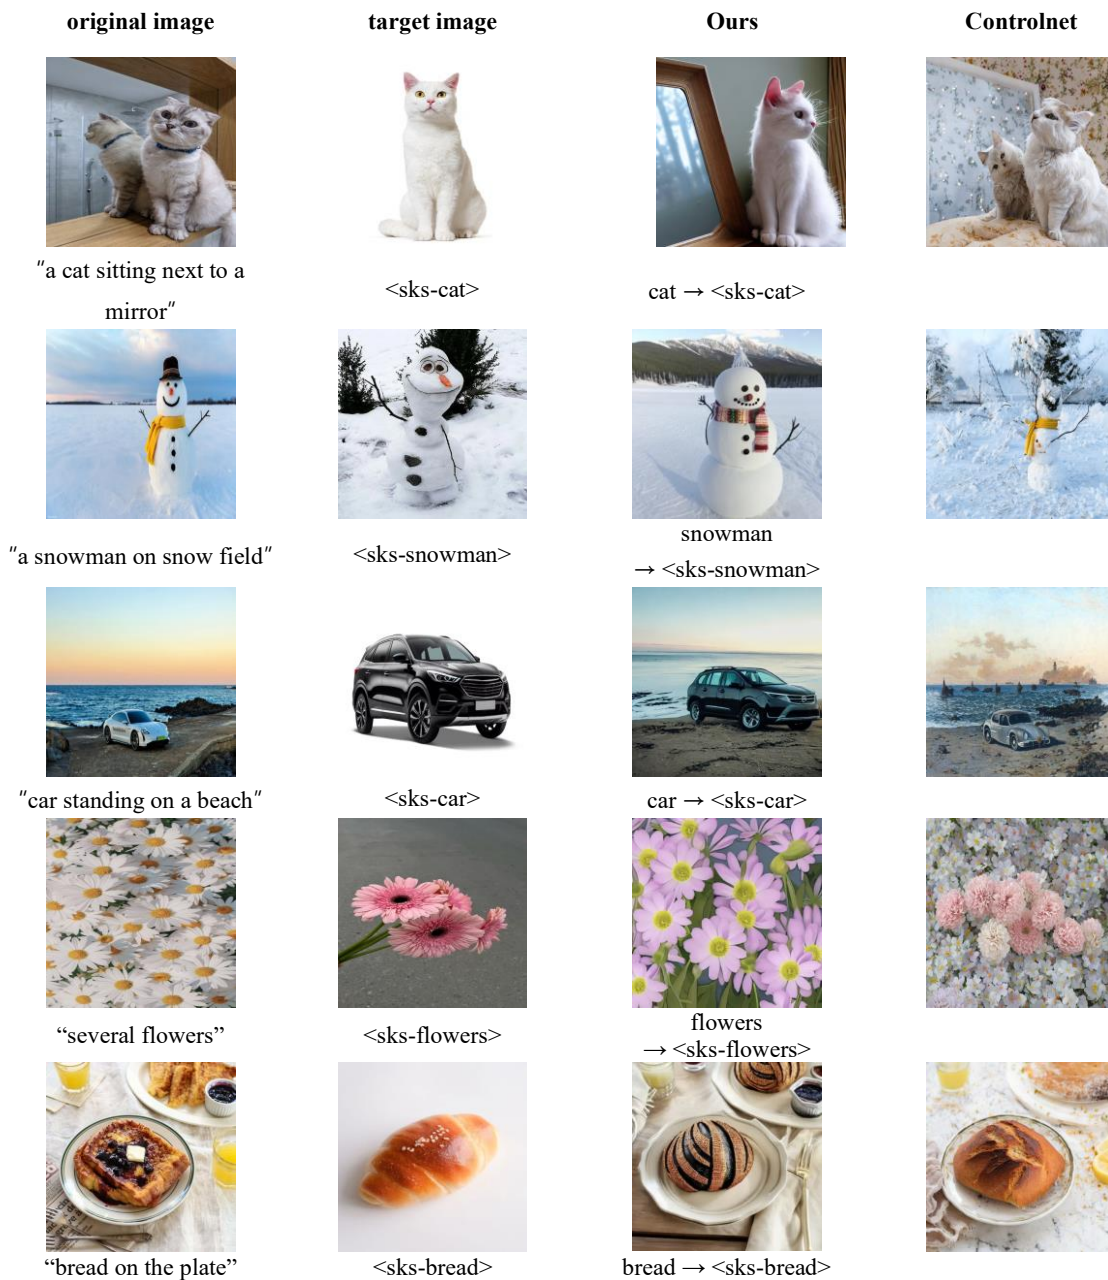 original image
target image
Ours
Controlnet
"a cat sitting next to a
mirror"
<sks-cat>
cat → <sks-cat>
"a snowman on snow field"
<sks-snowman>
snowman
→ <sks-snowman>
"car standing on a beach"
<sks-car>
car → <sks-car>
“several flowers”
<sks-flowers>
flowers
→ <sks-flowers>
“bread on the plate”
<sks-bread>
bread → <sks-bread>